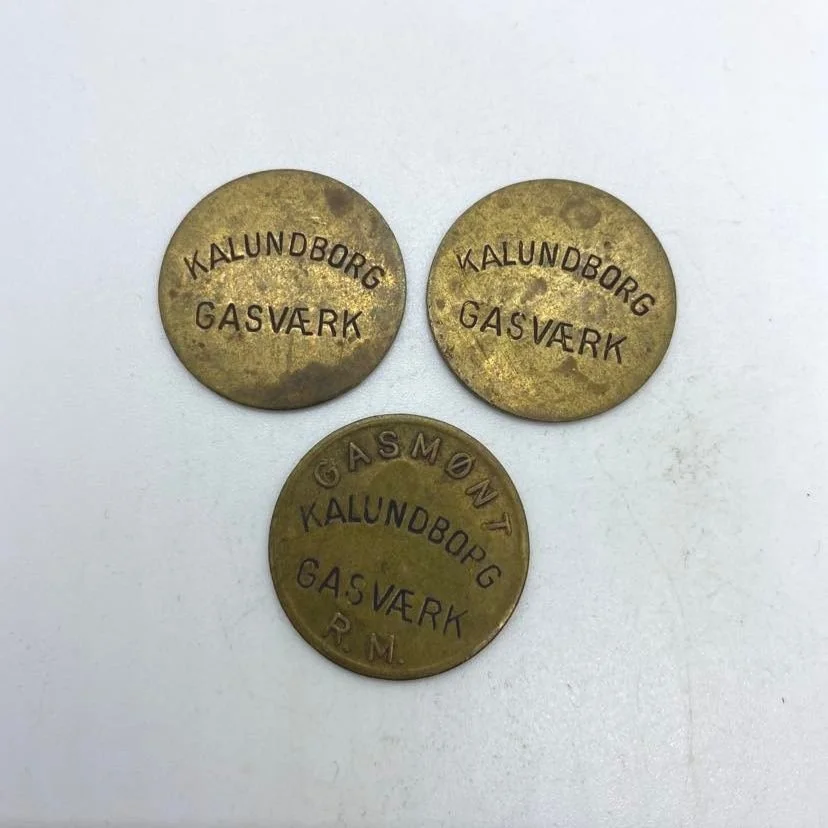 KALUNDBORG
GASVÆRK
KALUNDBORG
GASVÆRK
GASMØNT
KALUNDBORG
GASVÆRK
R. M.